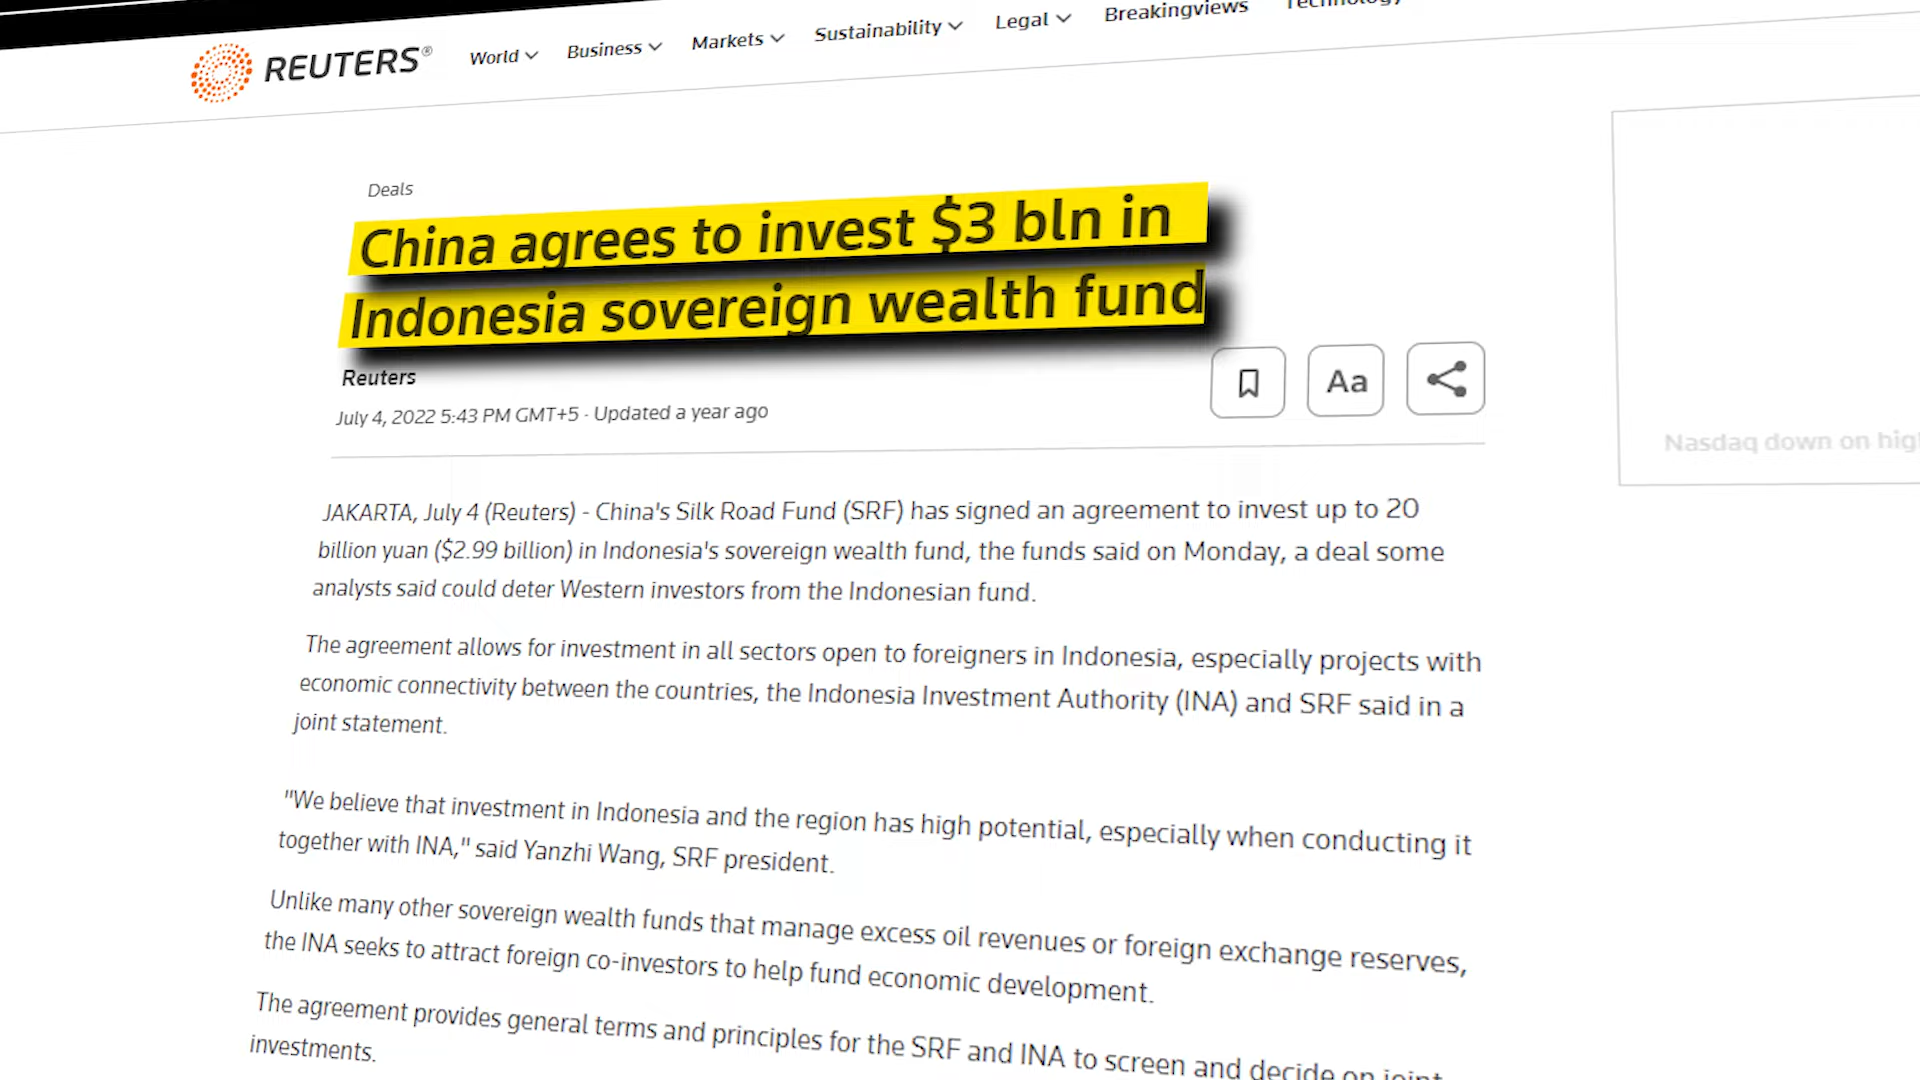 REUTERS®
World
Business
Markets
Sustainability
Legal
Breakingviews
Technology
Deals
China agrees to invest $3 bln in
Indonesia sovereign wealth fund
Reuters
July 4, 2022 5:43 PM GMT+5 · Updated a year ago
Aa
Nasdaq down on
JAKARTA, July 4 (Reuters) - China's Silk Road Fund (SRF) has signed an agreement to invest up to 20
billion yuan ($2.99 billion) in Indonesia's sovereign wealth fund, the funds said on Monday, a deal some
analysts said could deter Western investors from the Indonesian fund.
The agreement allows for investment in all sectors open to foreigners in Indonesia, especially projects with
economic connectivity between the countries, the Indonesia Investment Authority (INA) and SRF said in a
joint statement.
"We believe that investment in Indonesia and the region has high potential, especially when conducting it
together with INA," said Yanzhi Wang, SRF president.
Unlike many other sovereign wealth funds that manage excess oil revenues or foreign exchange reserves,
the INA seeks to attract foreign co-investors to help fund economic development.
The agreement provides general terms and principles for the SRF and INA to screen and decide on joint
investments.